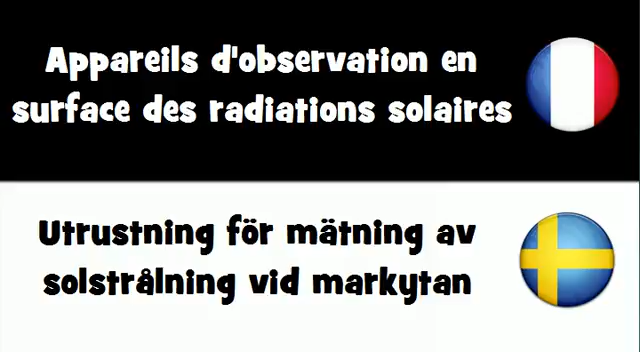 Appareils d'observation en
surface des radiations solaires
Utrustning för mätning av
solstrålning vid markytan